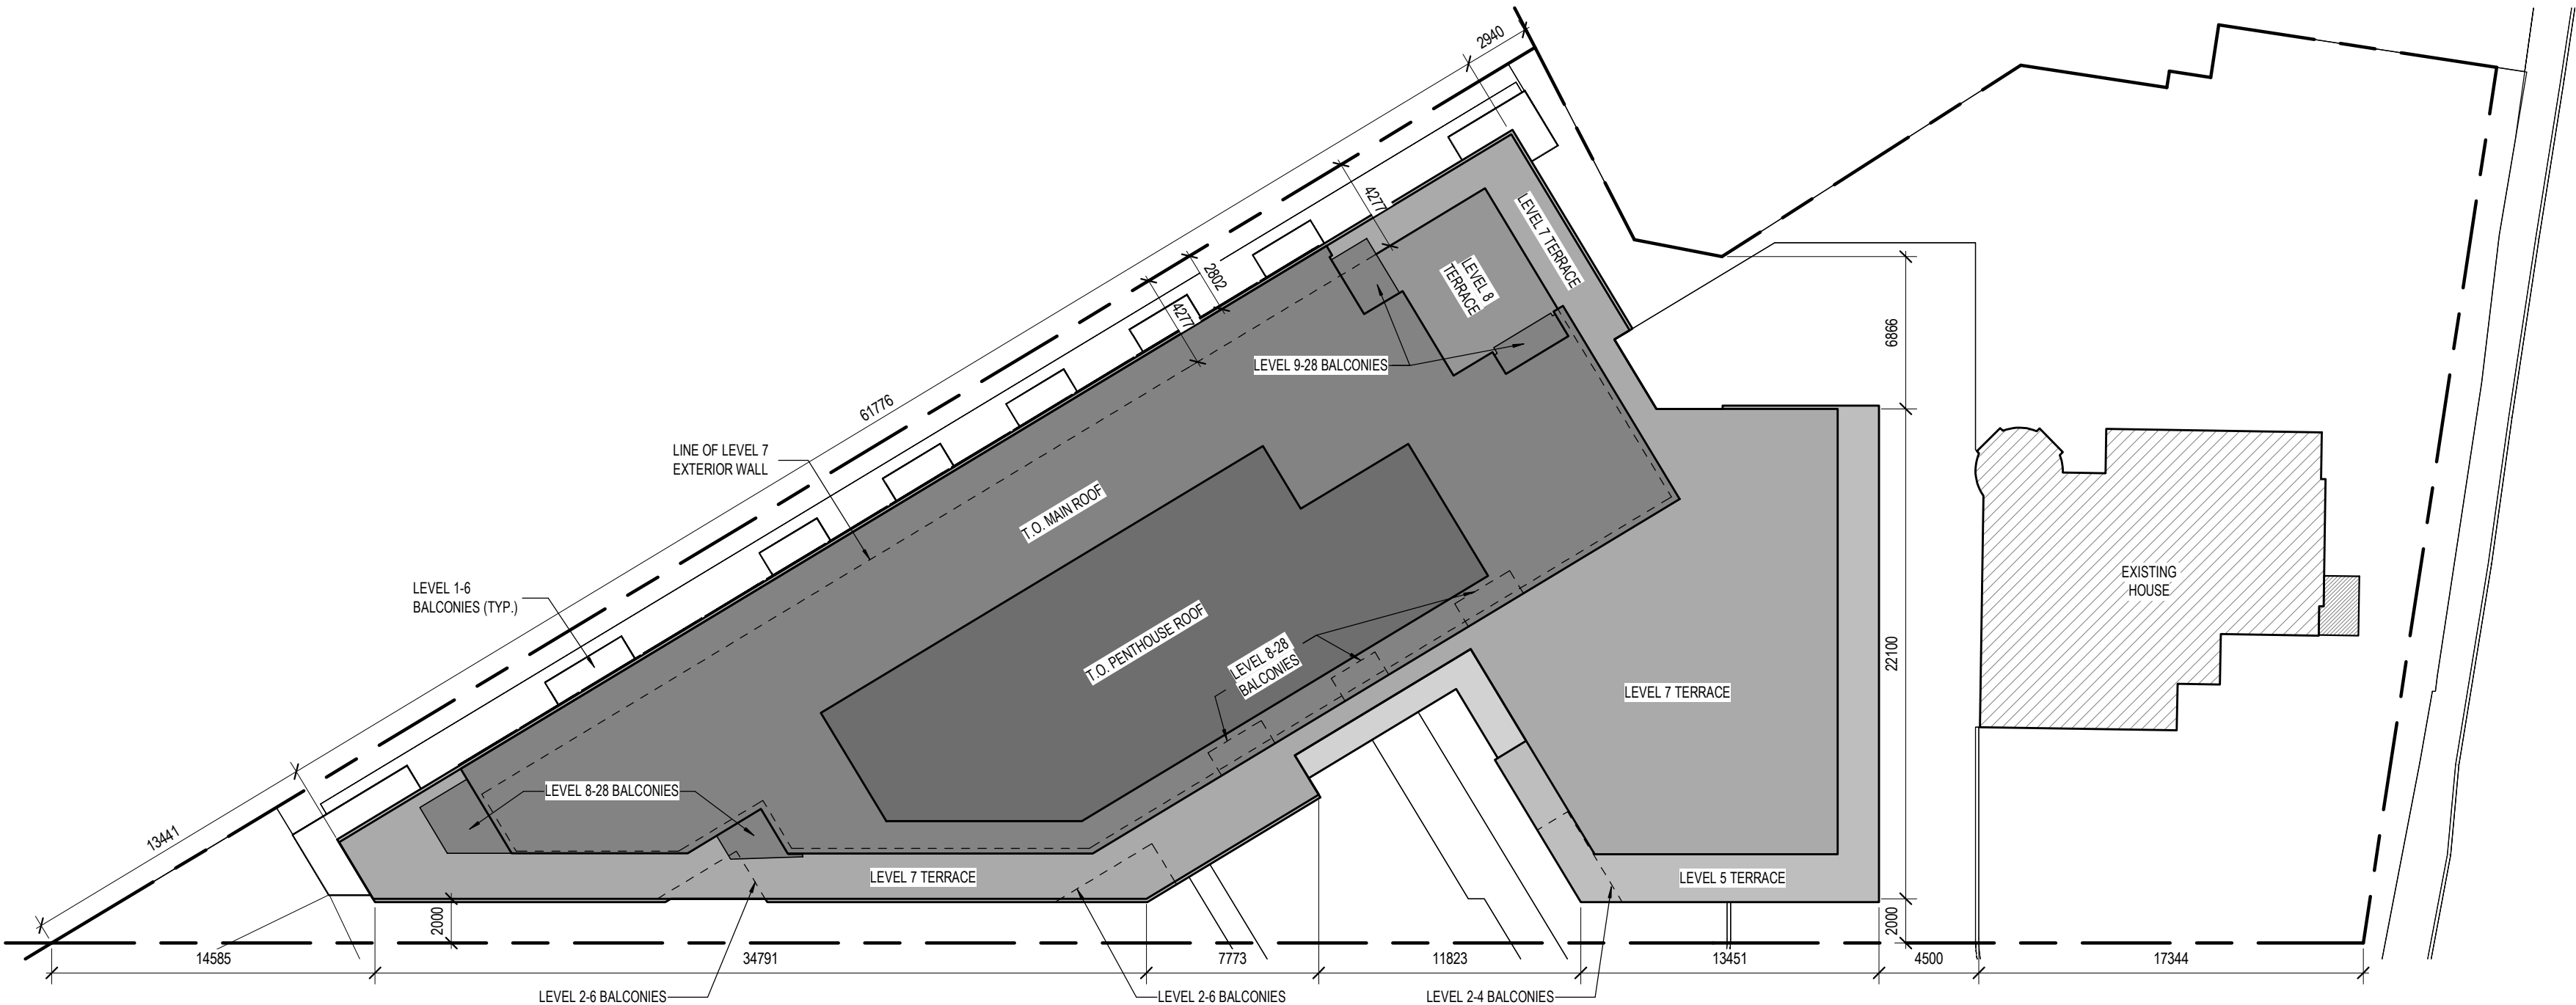 2940
4277
LEVEL 7 TERRACE
LEVEL 8
TERRACE
2802
4277
6866
LEVEL 9-28 BALCONIES
61776
LINE OF LEVEL 7
EXTERIOR WALL
T.O. MAIN ROOF
EXISTING
HOUSE
LEVEL 1-6
BALCONIES (TYP.)
T.O. PENTHOUSE ROOF
LEVEL 8-28
BALCONIES
22100
LEVEL 7 TERRACE
LEVEL 8-28 BALCONIES
13441
LEVEL 7 TERRACE
LEVEL 5 TERRACE
2000
2000
14585
34791
7773
11823
13451
4500
17344
LEVEL 2-6 BALCONIES
LEVEL 2-6 BALCONIES
LEVEL 2-4 BALCONIES